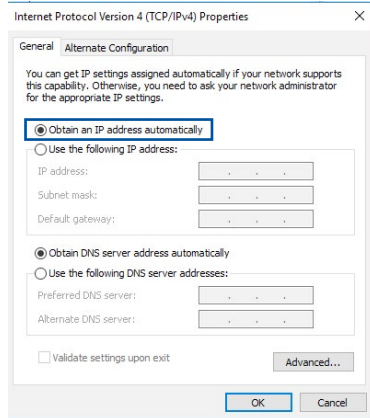 Internet Protocol Version 4 (TCP/IPv4) Properties
General Alternate Configuration
You can get IP settings assigned automatically if your network supports
this capability. Otherwise, you need to ask your network administrator
for the appropriate IP settings.
Obtain an IP address automatically
Use the following IP address:
IP address:
Subnet mask:
Default gateway:
Obtain DNS server address automatically
Use the following DNS server addresses:
Preferred DNS server:
Alternate DNS server:
Validate settings upon exit
Advanced...
OK Cancel